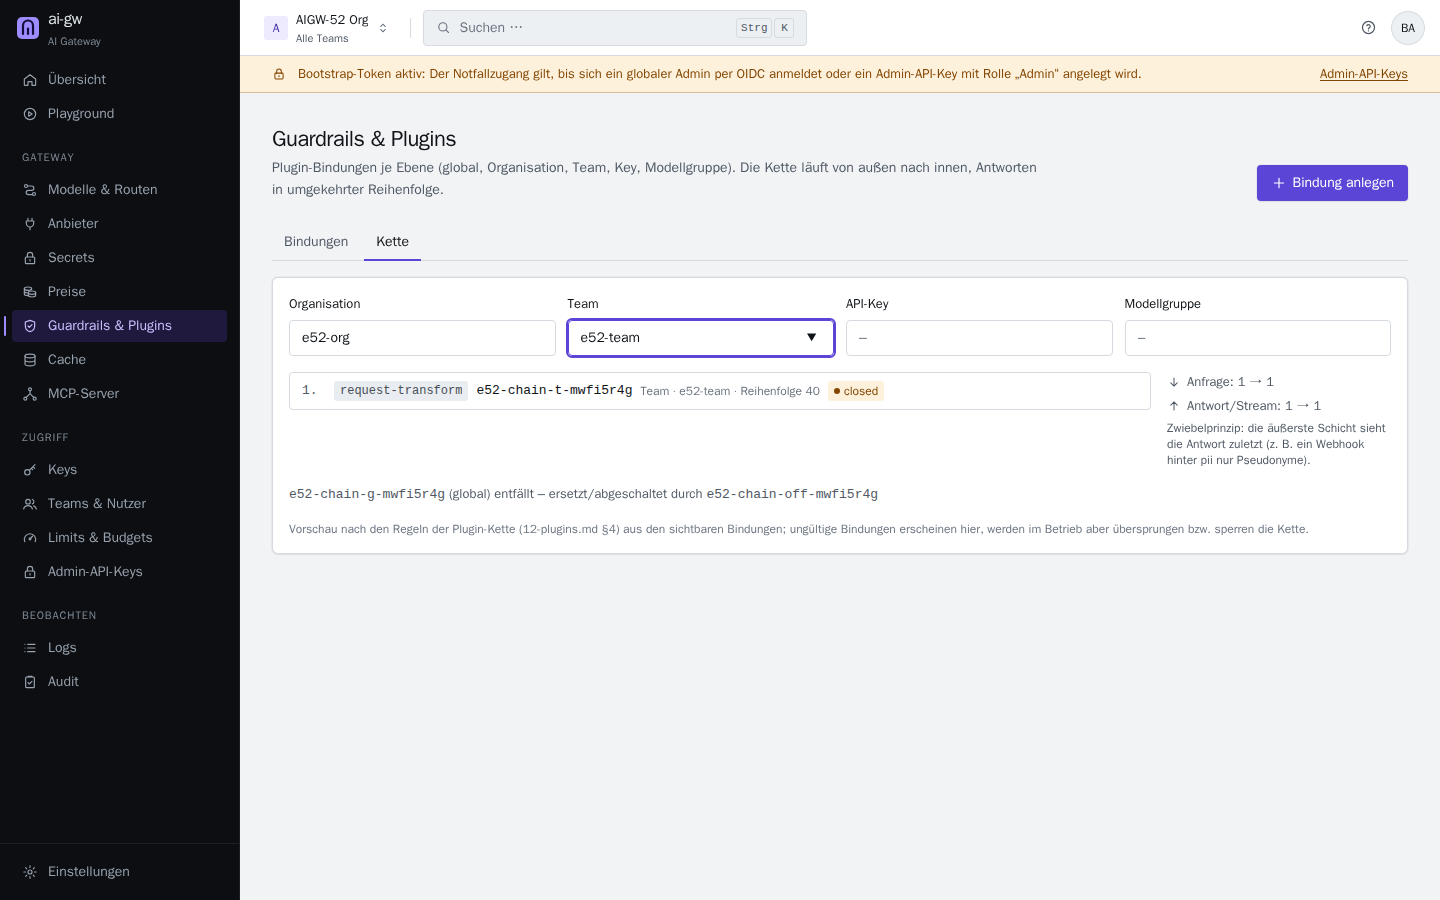 ai-gw
AI Gateway
Übersicht
Playground
GATEWAY
Modelle & Routen
Anbieter
Secrets
Preise
Guardrails & Plugins
Cache
MCP-Server
ZUGRIFF
Keys
Teams & Nutzer
Limits & Budgets
Admin-API-Keys
BEOBACHTEN
Logs
Audit
Einstellungen
A
AIGW-52 Org
Alle Teams
Suchen ···
Strg K
BA
Bootstrap-Token aktiv: Der Notfallzugang gilt, bis sich ein globaler Admin per OIDC anmeldet oder ein Admin-API-Key mit Rolle „Admin“ angelegt wird.
Admin-API-Keys
Guardrails & Plugins
Plugin-Bindungen je Ebene (global, Organisation, Team, Key, Modellgruppe). Die Kette läuft von außen nach innen, Antworten
in umgekehrter Reihenfolge.
Bindung anlegen
Bindungen
Kette
Organisation
e52-org
Team
e52-team
API-Key
–
Modellgruppe
–
1. request-transform e52-chain-t-mwfi5r4g Team · e52-team · Reihenfolge 40 closed
↓ Anfrage: 1 → 1
↑ Antwort/Stream: 1 → 1
Zwiebelprinzip: die äußerste Schicht sieht
die Antwort zuletzt (z. B. ein Webhook
hinter pii nur Pseudonyme).
e52-chain-g-mwfi5r4g (global) entfällt – ersetzt/abgeschaltet durch e52-chain-off-mwfi5r4g
Vorschau nach den Regeln der Plugin-Kette (12-plugins.md §4) aus den sichtbaren Bindungen; ungültige Bindungen erscheinen hier, werden im Betrieb aber übersprungen bzw. sperren die Kette.